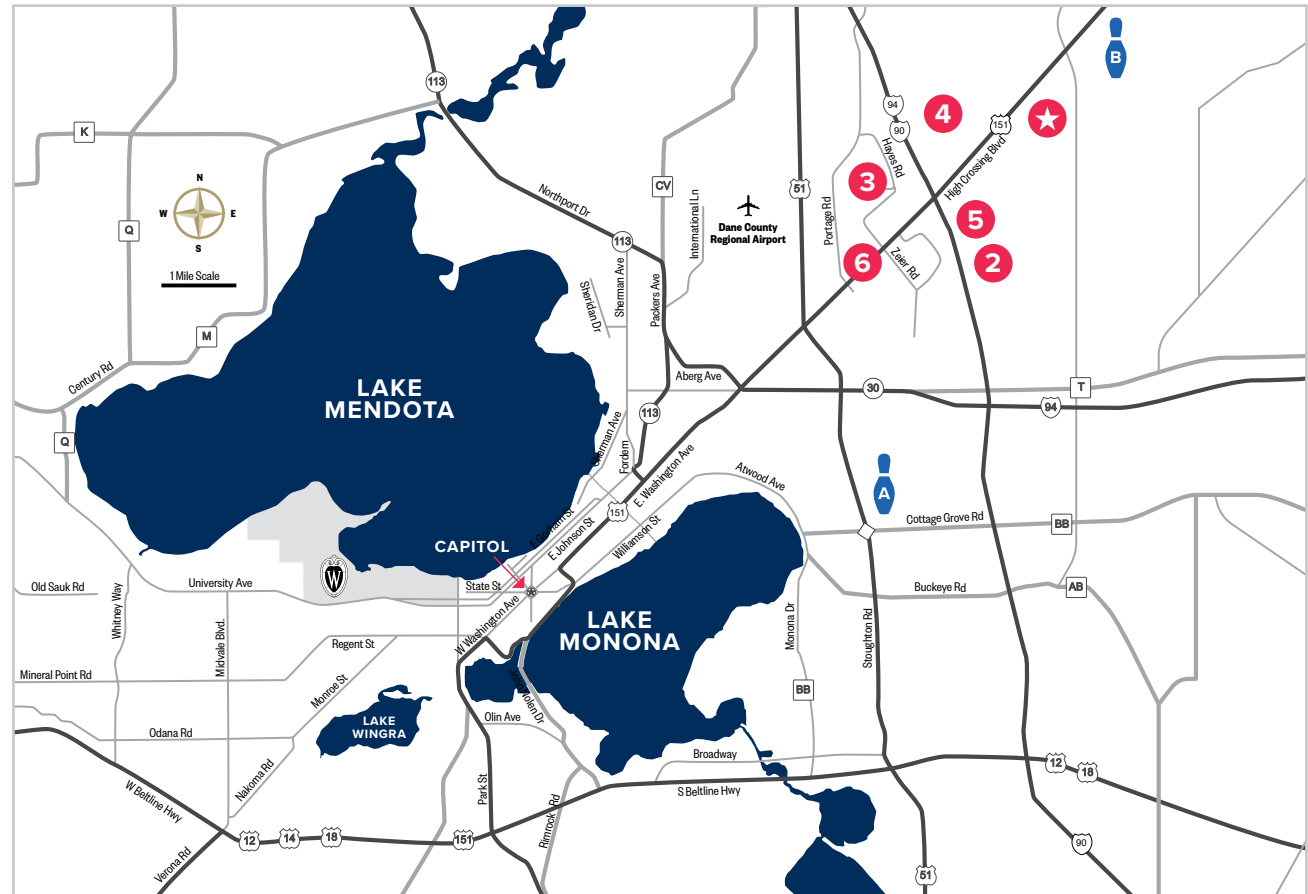 B
113
94
4
★
90
151
K
Hayes Rd
High Crossing Blvd
N
W
E
S
CV
51
3
Northport Dr
International Ln
Dane County
Regional Airport
Portage Rd
5
Q
113
6
Zeier Rd
2
1 Mile Scale
Sherman Ave
Packers Ave
Sheridan Dr
M
Century Rd
Aberg Ave
30
T
94
LAKE
MENDOTA
113
Q
Sherman Ave
Fordem
E. Washington Ave
Atwood Ave
A
151
E Gorham St
E Johnson St
Williamson St
Cottage Grove Rd
BB
CAPITOL
W
State St
Old Sauk Rd
University Ave
Buckeye Rd
AB
Whitney Way
W Washington Ave
LAKE
MONONA
Monona Dr
Stoughton Rd
Midvale Blvd.
Regent St
Mineral Point Rd
Monroe St
John Nolen Dr
BB
Olin Ave
LAKE
WINGRA
Odana Rd
Broadway
12
18
Nakoma Rd
W Beltline Hwy
Park St
S Beltline Hwy
Rimrock Rd
12
14
18
151
90
Verona Rd
51